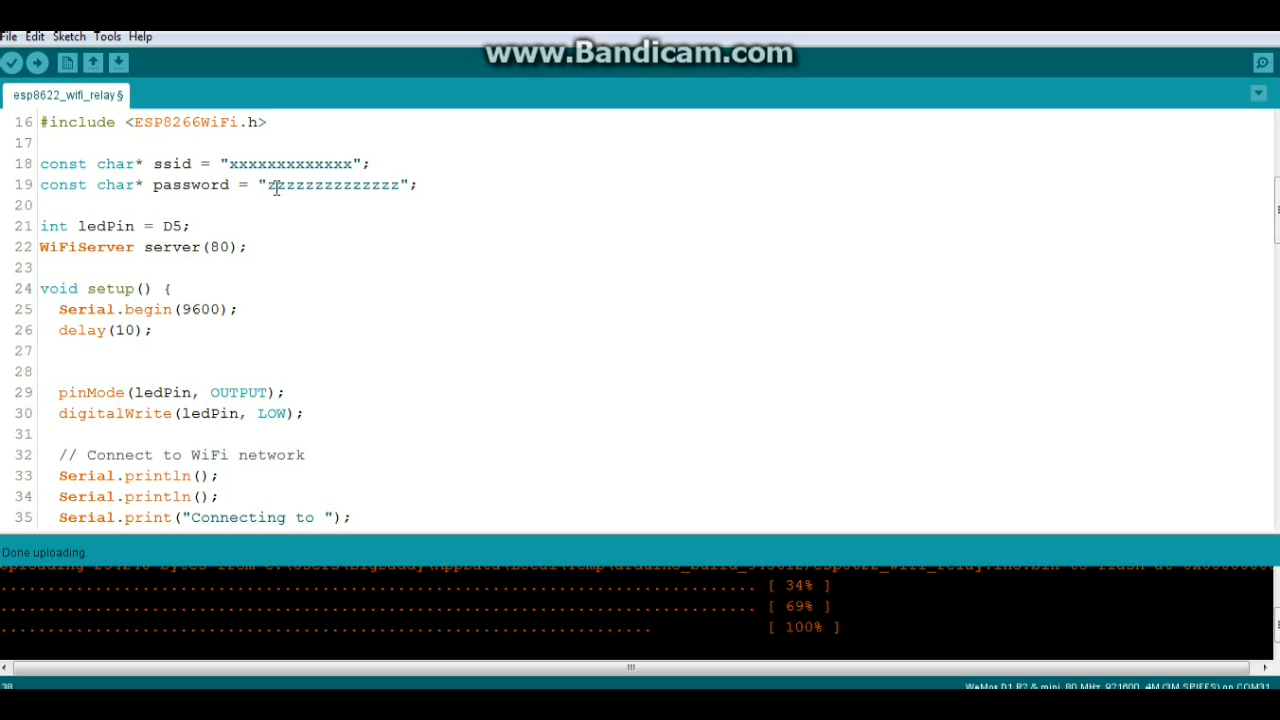 www.Bandicam.com
File Edit Sketch Tools Help
esp8622_wifi_relay§
16 #include <ESP8266WiFi.h>
17
18 const char* ssid = "xxxxxxxxxxxxx";
19 const char* password = "zzzzzzzzzzzzzz";
20
21 int ledPin = D5;
22 WiFiServer server(80);
23
24 void setup() {
25 Serial.begin(9600);
26 delay(10);
27
28
29 pinMode(ledPin, OUTPUT);
30 digitalWrite(ledPin, LOW);
31
32 // Connect to WiFi network
33 Serial.println();
34 Serial.println();
35 Serial.print("Connecting to ");
Done uploading.
................................................................................ [ 34% ]
................................................................................ [ 69% ]
..................................................................... [ 100% ]
38
WeMos D1 R2 & mini, 80 MHz, 921600, 4M (3M SPIFFS) on COM31